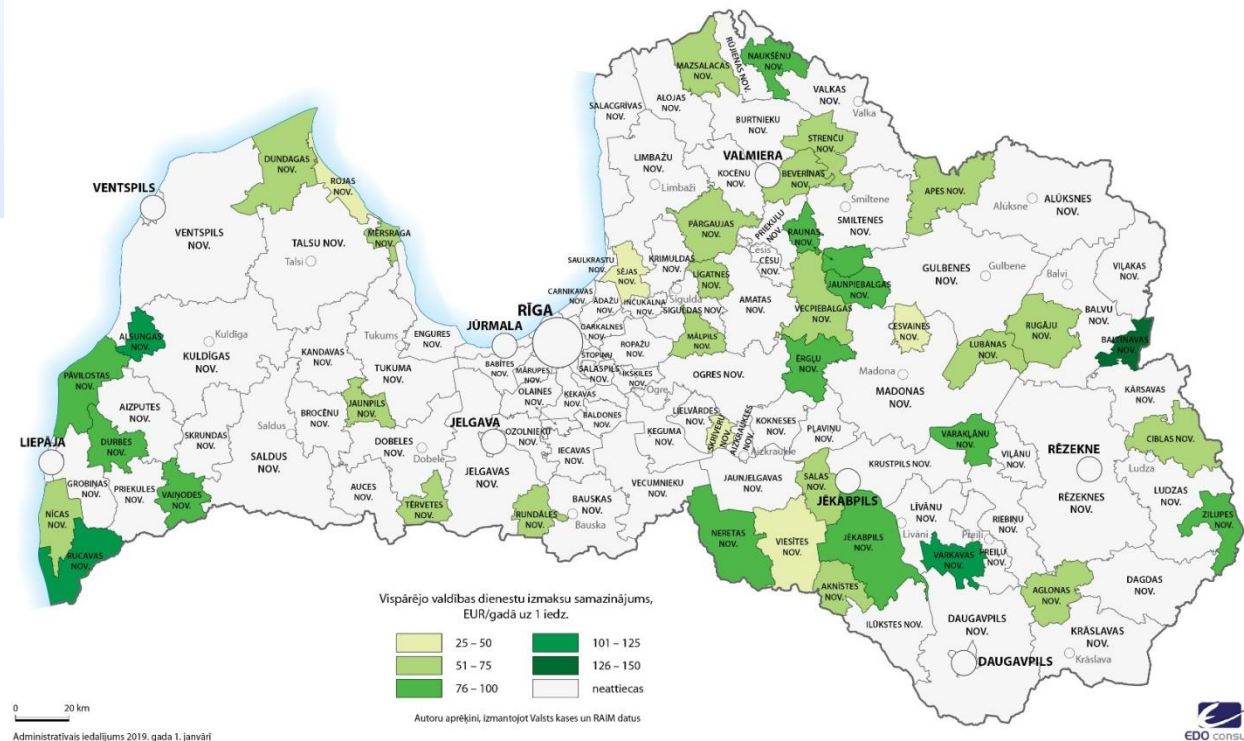 RŪJIENAS NOV.
NAUKŠĒNU
NOV.
MAZSALACAS
NOV.
VALKAS
NOV.
Valka
SALACGRĪVAS
NOV.
ALOJAS
NOV.
BURTNIEKU
NOV.
STRENČU
NOV.
LIMBAŽU
NOV.
Limbaži
VALMIERA
KOCĒNU
NOV.
BEVERĪNAS
NOV.
DUNDAGAS
NOV.
ROJAS
NOV.
VENTSPILS
VENTSPILS
NOV.
TALSU NOV.
Talsi
MĒRSRAGA
NOV.
PĀRGAUJAS
NOV.
PRIEKUĻU
NOV.
RAUNAS
NOV.
Smiltene
SMILTENES
NOV.
APES NOV.
Alūksne
ALŪKSNES
NOV.
SAULKRASTU
NOV.
SĒJAS
NOV.
KRIMULDAS
NOV.
LĪGATNES
NOV.
Cēsis
CĒSU
NOV.
JAUNPIEBALGAS
NOV.
GULBENES
NOV.
Gulbene
Balvi
VIĻAKAS
NOV.
CARNIKAVAS
NOV.
ĀDAŽU
NOV.
INČUKALNA
NOV.
Sigulda
SIGULDAS
NOV.
AMATAS
NOV.
VECPIEBALGAS
NOV.
CESVAINES
NOV.
RUGĀJU
NOV.
BALVU
NOV.
BALTINAVAS
NOV.
RĪGA
JŪRMALA
GARKALNES
NOV.
MĀLPILS
NOV.
LUBĀNAS
NOV.
ALSUNGAS
NOV.
Kuldīga
KULDĪGAS
NOV.
Tukums
ENGURES
NOV.
KANDAVAS
NOV.
TUKUMA
NOV.
BABĪTES
NOV.
MĀRUPES
NOV.
STOPIŅU
NOV.
ROPAŽU
NOV.
SALASPILS
NOV.
IKŠĶILES
NOV.
Ogre
OGRES NOV.
ĒRGĻU
NOV.
Madona
MADONAS
NOV.
KĀRSAVAS
NOV.
PĀVILOSTAS
NOV.
AIZPUTES
NOV.
OLAINES
NOV.
ĶEKAVAS
NOV.
BALDONES
NOV.
JAUNPILS
NOV.
BROCĒNU
NOV.
Saldus
SKRUNDAS
NOV.
SALDUS
NOV.
LIELVĀRDES
NOV.
SKRĪVERU
NOV.
AIZKRAUKLES
NOV.
KOKNESES
NOV.
Aizkraukle
PĻAVIŅU
NOV.
VARAKĻĀNU
NOV.
VIĻĀNU
NOV.
RĒZEKNE
CIBLAS NOV.
Ludza
LIEPĀJA
DURBES
NOV.
JELGAVA
OZOLNIEKU
NOV.
ĶEGUMA
NOV.
DOBELES
NOV.
Dobele
JELGAVAS
NOV.
IECAVAS
NOV.
KRUSTPILS NOV.
GROBIŅAS
NOV.
PRIEKULES
NOV.
VAIŅODES
NOV.
AUCES
NOV.
VECUMNIEKU
NOV.
JAUNJELGAVAS
NOV.
SALAS
NOV.
JĒKABPILS
RĒZEKNES
NOV.
LUDZAS
NOV.
NĪCAS
NOV.
TĒRVETES
NOV.
RUNDĀLES
NOV.
BAUSKAS
NOV.
Bauska
LĪVĀNU
NOV.
Līvāni
RIEBIŅU
NOV.
Preiļi
PREIĻU
NOV.
ZILUPES
NOV.
RUCAVAS
NOV.
NERETAS
NOV.
VIESĪTES
NOV.
JĒKABPILS
NOV.
VĀRKAVAS
NOV.
AKNĪSTES
NOV.
AGLONAS
NOV.
DAGDAS
NOV.
ILŪKSTES NOV.
DAUGAVPILS
NOV.
KRĀSLAVAS
NOV.
Krāslava
DAUGAVPILS
Vispārējo valdības dienestu izmaksu samazinājums,
EUR/gadā uz 1 iedz.
25 – 50
101 – 125
51 – 75
126 – 150
76 – 100
neattiecas
Autoru aprēķini, izmantojot Valsts kases un RAIM datus
0 20 km
Administratīvais iedalījums 2019. gada 1. janvārī
EDO consu